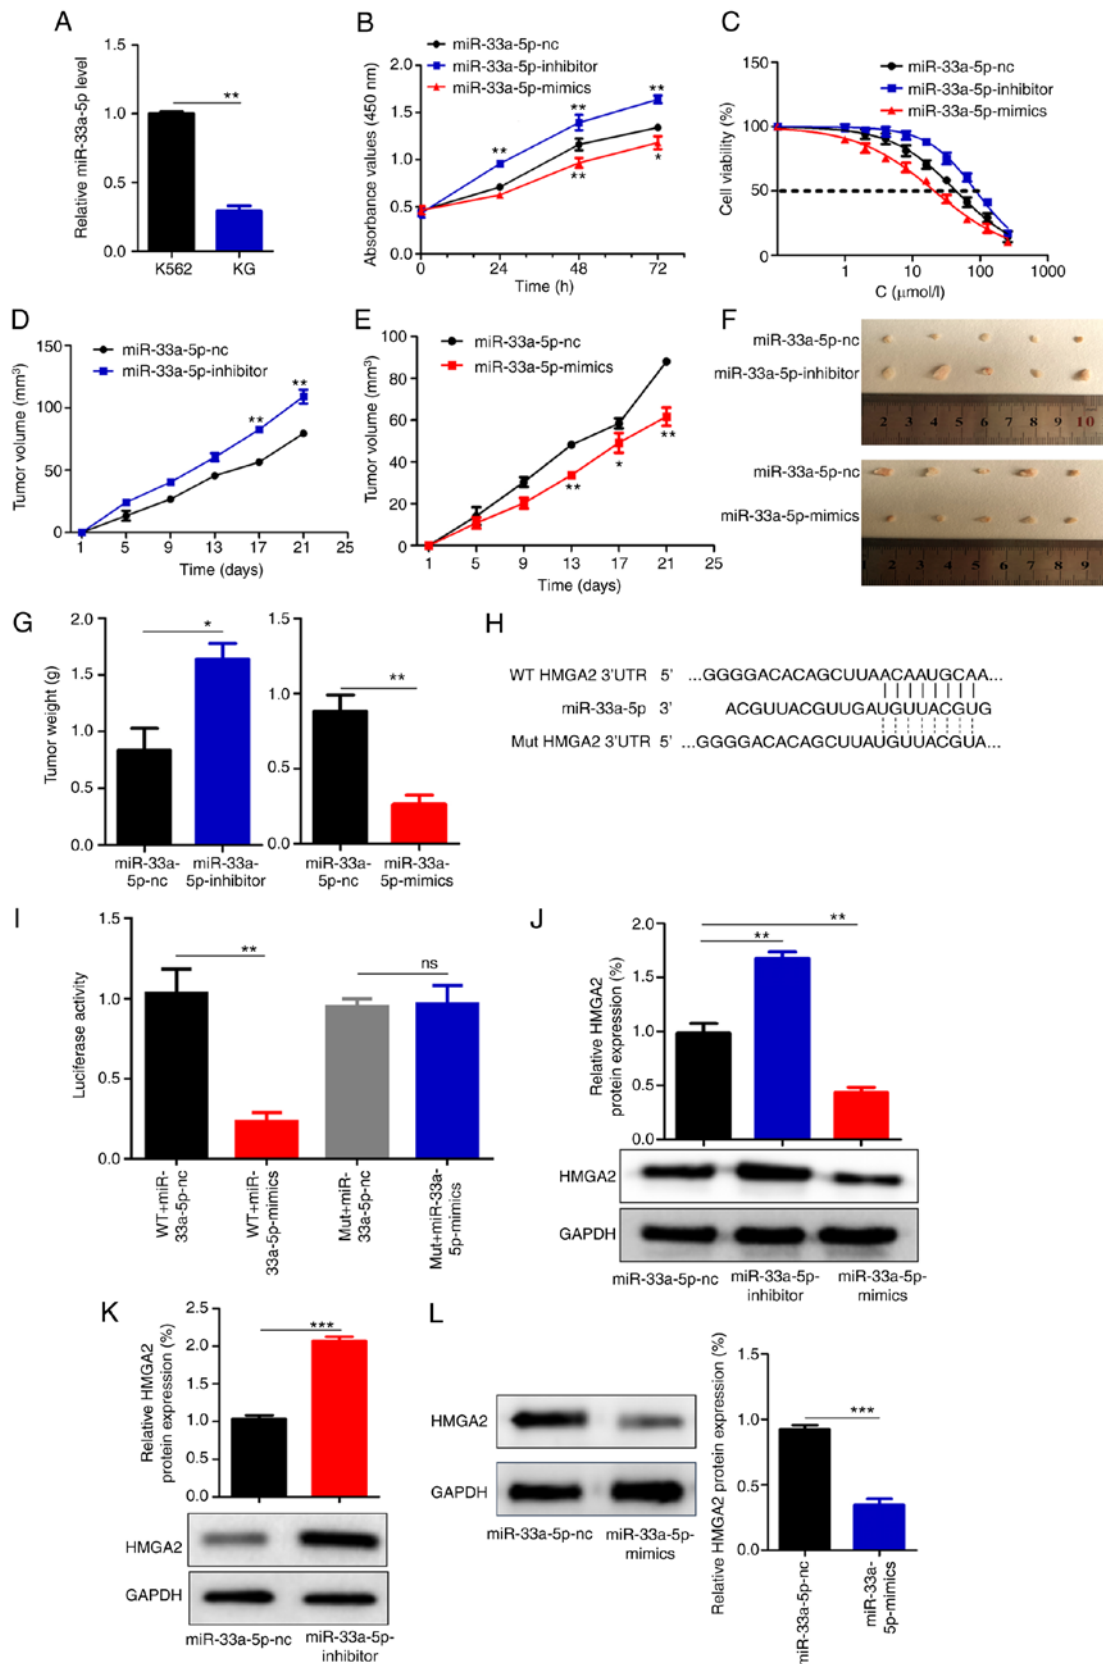 A
Relative miR-33a-5p level
1.5
1.0
0.5
0.0
**
K562
KG
B
miR-33a-5p-nc
miR-33a-5p-inhibitor
miR-33a-5p-mimics
Absorbance values (450 nm)
2.0
1.5
1.0
0.5
0.0
**
**
**
**
*
0
24
48
72
Time (h)
C
miR-33a-5p-nc
miR-33a-5p-inhibitor
miR-33a-5p-mimics
Cell viability (%)
150
100
50
0
1
10
100
1000
C (μmol/l)
D
miR-33a-5p-nc
miR-33a-5p-inhibitor
Tumor volume (mm³)
150
100
50
0
**
**
1
5
9
13
17
21
25
Time (days)
E
miR-33a-5p-nc
miR-33a-5p-mimics
Tumor volume (mm³)
100
80
60
40
20
0
**
*
**
1
5
9
13
17
21
25
Time (days)
F
miR-33a-5p-nc
miR-33a-5p-inhibitor
2 3 4 5 6 7 8 9 10
miR-33a-5p-nc
miR-33a-5p-mimics
1 2 3 4 5 6 7 8 9
G
Tumor weight (g)
2.0
1.5
1.0
0.5
0.0
*
miR-33a-5p-nc
miR-33a-5p-inhibitor
1.5
1.0
0.5
0.0
**
miR-33a-5p-nc
miR-33a-5p-mimics
H
WT HMGA2 3'UTR 5' ...GGGGACACAGCUUAACAAUGCAA...
miR-33a-5p 3' ACGUUACGUUGAUGUUACGUG
Mut HMGA2 3'UTR 5' ...GGGGACACAGCUUAUGUUACGUA...
I
Luciferase activity
1.5
1.0
0.5
0.0
**
ns
WT+miR-33a-5p-nc
WT+miR-33a-5p-mimics
Mut+miR-33a-5p-nc
Mut+miR-33a-5p-mimics
J
Relative HMGA2
protein expression (%)
2.0
1.5
1.0
0.5
0.0
**
**
HMGA2
GAPDH
miR-33a-5p-nc
miR-33a-5p-inhibitor
miR-33a-5p-mimics
K
Relative HMGA2
protein expression (%)
2.5
2.0
1.5
1.0
0.5
0.0
***
HMGA2
GAPDH
miR-33a-5p-nc
miR-33a-5p-inhibitor
L
HMGA2
GAPDH
miR-33a-5p-nc
miR-33a-5p-mimics
Relative HMGA2 protein expression (%)
1.5
1.0
0.5
0.0
***
miR-33a-5p-nc
miR-33a-5p-mimics